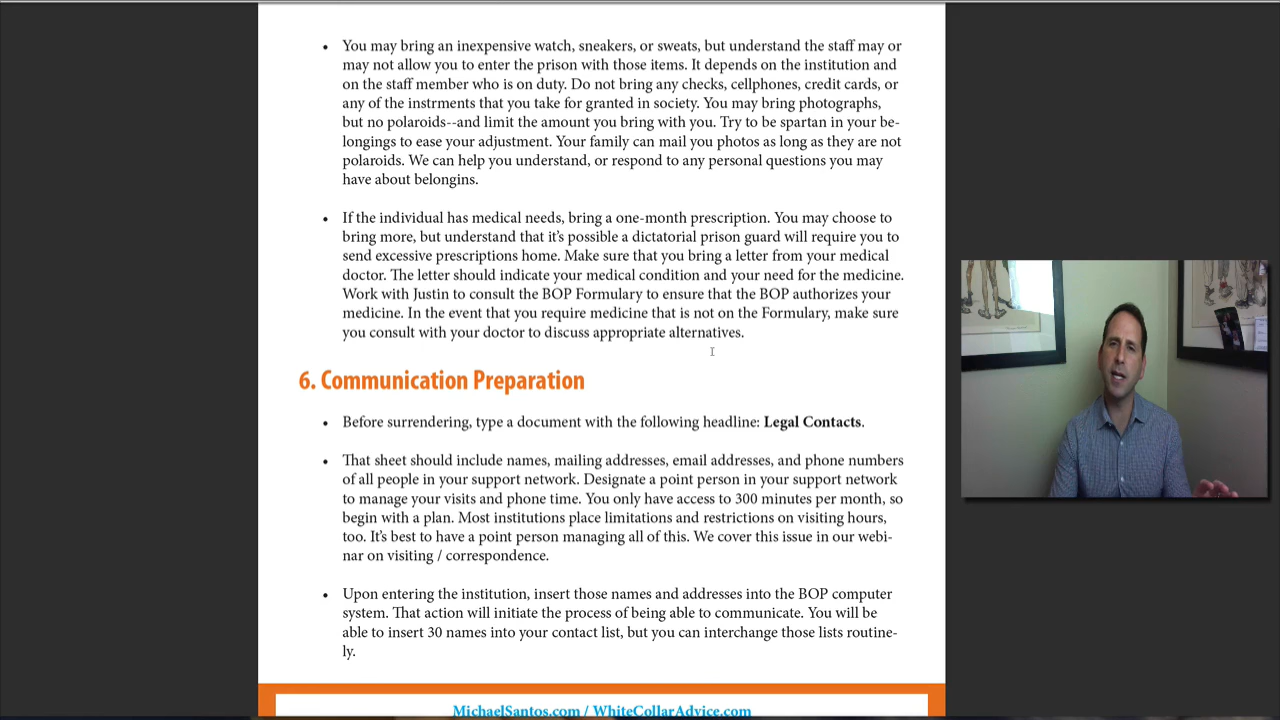 • You may bring an inexpensive watch, sneakers, or sweats, but understand the staff may or
may not allow you to enter the prison with those items. It depends on the institution and
on the staff member who is on duty. Do not bring any checks, cellphones, credit cards, or
any of the instrments that you take for granted in society. You may bring photographs,
but no polaroids--and limit the amount you bring with you. Try to be spartan in your be-
longings to ease your adjustment. Your family can mail you photos as long as they are not
polaroids. We can help you understand, or respond to any personal questions you may
have about belongins.
• If the individual has medical needs, bring a one-month prescription. You may choose to
bring more, but understand that it's possible a dictatorial prison guard will require you to
send excessive prescriptions home. Make sure that you bring a letter from your medical
doctor. The letter should indicate your medical condition and your need for the medicine.
Work with Justin to consult the BOP Formulary to ensure that the BOP authorizes your
medicine. In the event that you require medicine that is not on the Formulary, make sure
you consult with your doctor to discuss appropriate alternatives.
6. Communication Preparation
• Before surrendering, type a document with the following headline: Legal Contacts.
• That sheet should include names, mailing addresses, email addresses, and phone numbers
of all people in your support network. Designate a point person in your support network
to manage your visits and phone time. You only have access to 300 minutes per month, so
begin with a plan. Most institutions place limitations and restrictions on visiting hours,
too. It's best to have a point person managing all of this. We cover this issue in our webi-
nar on visiting / correspondence.
• Upon entering the institution, insert those names and addresses into the BOP computer
system. That action will initiate the process of being able to communicate. You will be
able to insert 30 names into your contact list, but you can interchange those lists routine-
ly.
MichaelSantos.com / WhiteCollarAdvice.com